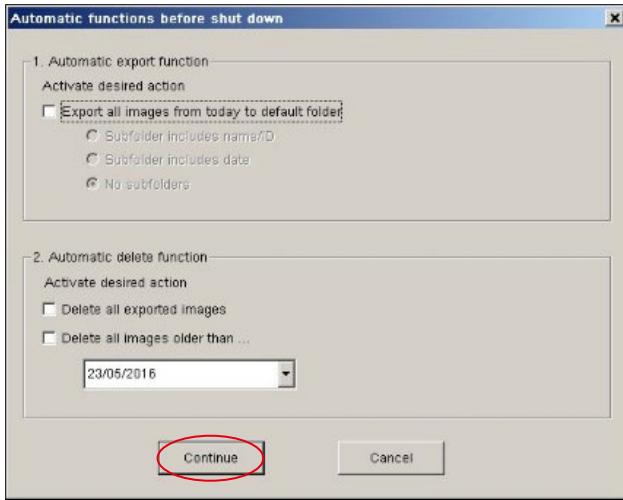 Automatic functions before shut down
1. Automatic export function
Activate desired action
Export all images from today to default folder
Subfolder includes name/ID
Subfolder includes date
No subfolders
2. Automatic delete function
Activate desired action
Delete all exported images
Delete all images older than ...
23/05/2016
Continue Cancel